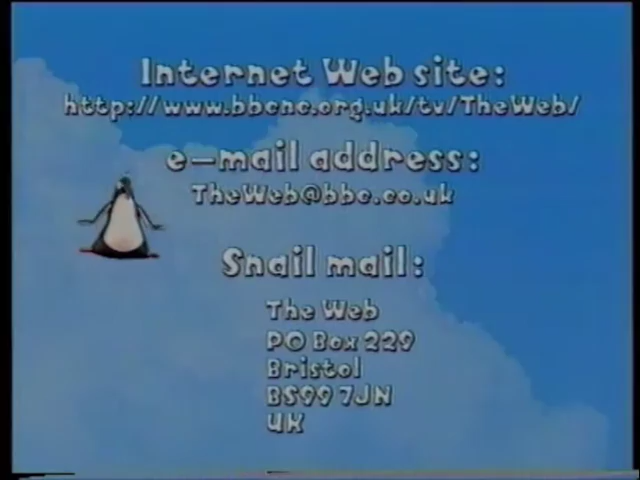 Internet Web site:
http://www.bbcnc.org.uk/tv/TheWeb/
e-mail address:
TheWeb@bbc.co.uk
Snail mail:
The Web
PO Box 229
Bristol
BS99 7JN
UK